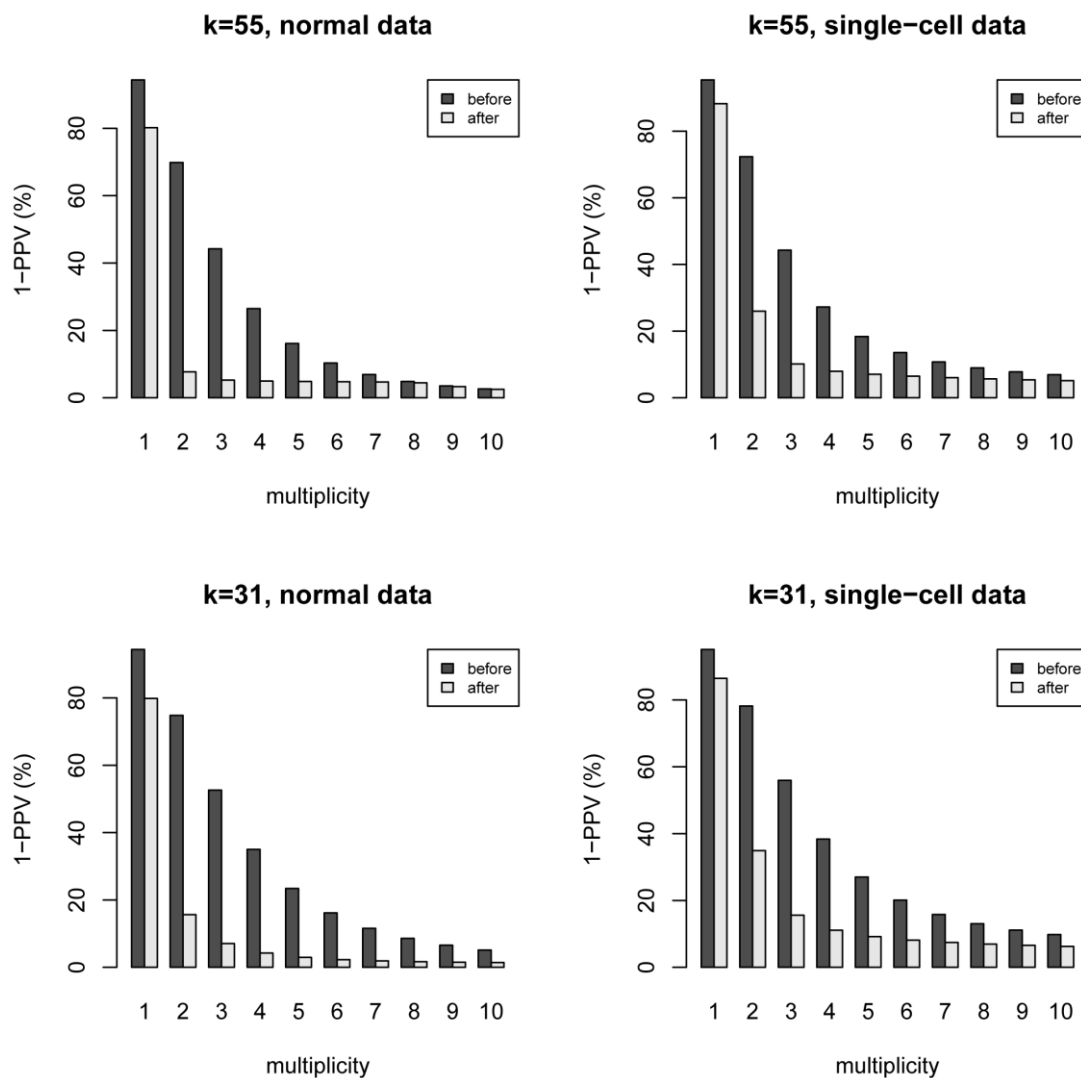 k=55, normal data
before
after
80
60
40
20
0
1-PPV (%)
1 2 3 4 5 6 7 8 9 10
multiplicity
k=55, single-cell data
before
after
80
60
40
20
0
1-PPV (%)
1 2 3 4 5 6 7 8 9 10
multiplicity
k=31, normal data
before
after
80
60
40
20
0
1-PPV (%)
1 2 3 4 5 6 7 8 9 10
multiplicity
k=31, single-cell data
before
after
80
60
40
20
0
1-PPV (%)
1 2 3 4 5 6 7 8 9 10
multiplicity